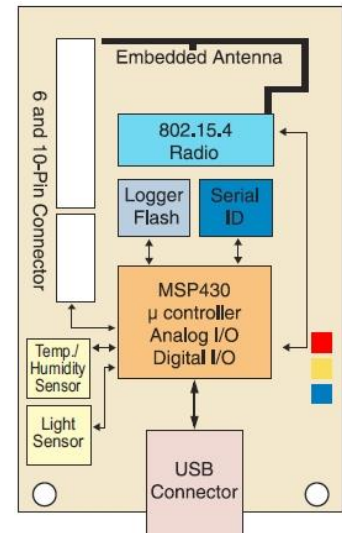 Embedded Antenna
6 and 10-Pin Connector
802.15.4
Radio
Logger
Flash
Serial
ID
MSP430
µ controller
Analog I/O
Digital I/O
Temp./
Humidity
Sensor
Light
Sensor
USB
Connector